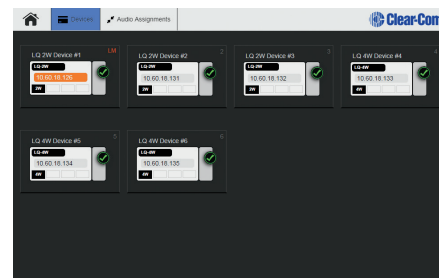 Devices
Audio Assignments
Clear-Com
LQ 2W Device #1
LM
LQ-2W
10.60.18.126
2W
LQ 2W Device #2
2
LQ-2W
10.60.18.131
2W
LQ 2W Device #3
3
LQ-2W
10.60.18.132
2W
LQ 4W Device #4
4
LQ-4W
10.60.18.133
4W
LQ 4W Device #5
5
LQ-4W
10.60.18.134
4W
LQ 4W Device #6
6
LQ-4W
10.60.18.135
4W